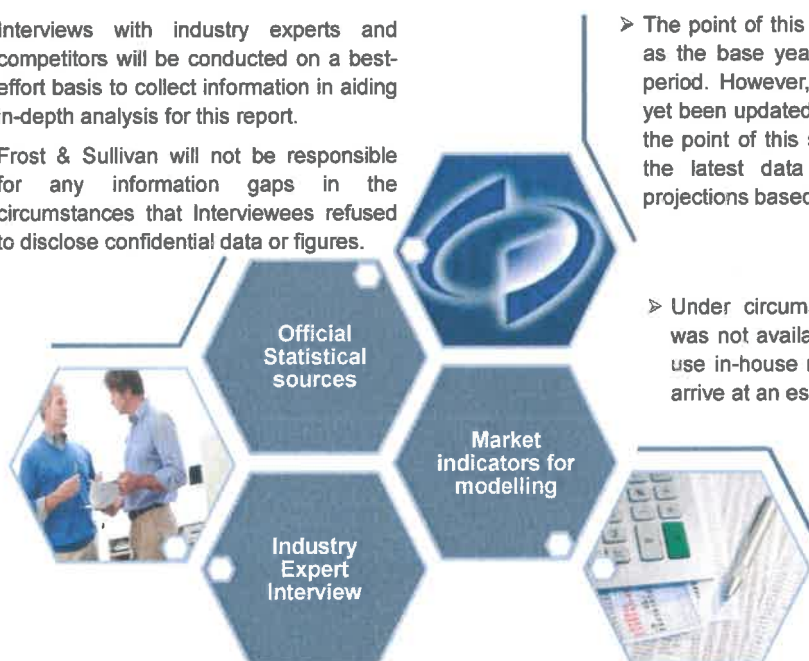 Interviews with industry experts and
competitors will be conducted on a best-
effort basis to collect information in aiding
in-depth analysis for this report.
Frost & Sullivan will not be responsible
for any information gaps in the
circumstances that Interviewees refused
to disclose confidential data or figures.
➢ The point of this
as the base yea
period. However,
yet been updated
the point of this s
the latest data
projections based
➢ Under circum
was not availa
use in-house
arrive at an es
Official
Statistical
sources
Market
indicators for
modelling
Industry
Expert
Interview